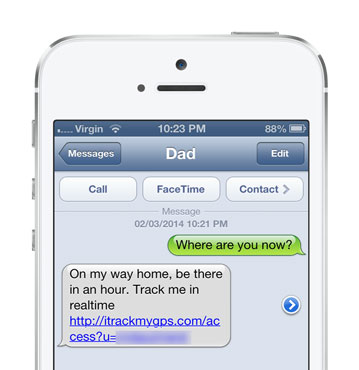 Virgin 10:23 PM 88%
Messages Dad Edit
Call FaceTime Contact
Message
02/03/2014 10:21 PM
Where are you now?
On my way home, be there
in an hour. Track me in
realtime
http://itrackmygps.com/ac
cess?u=